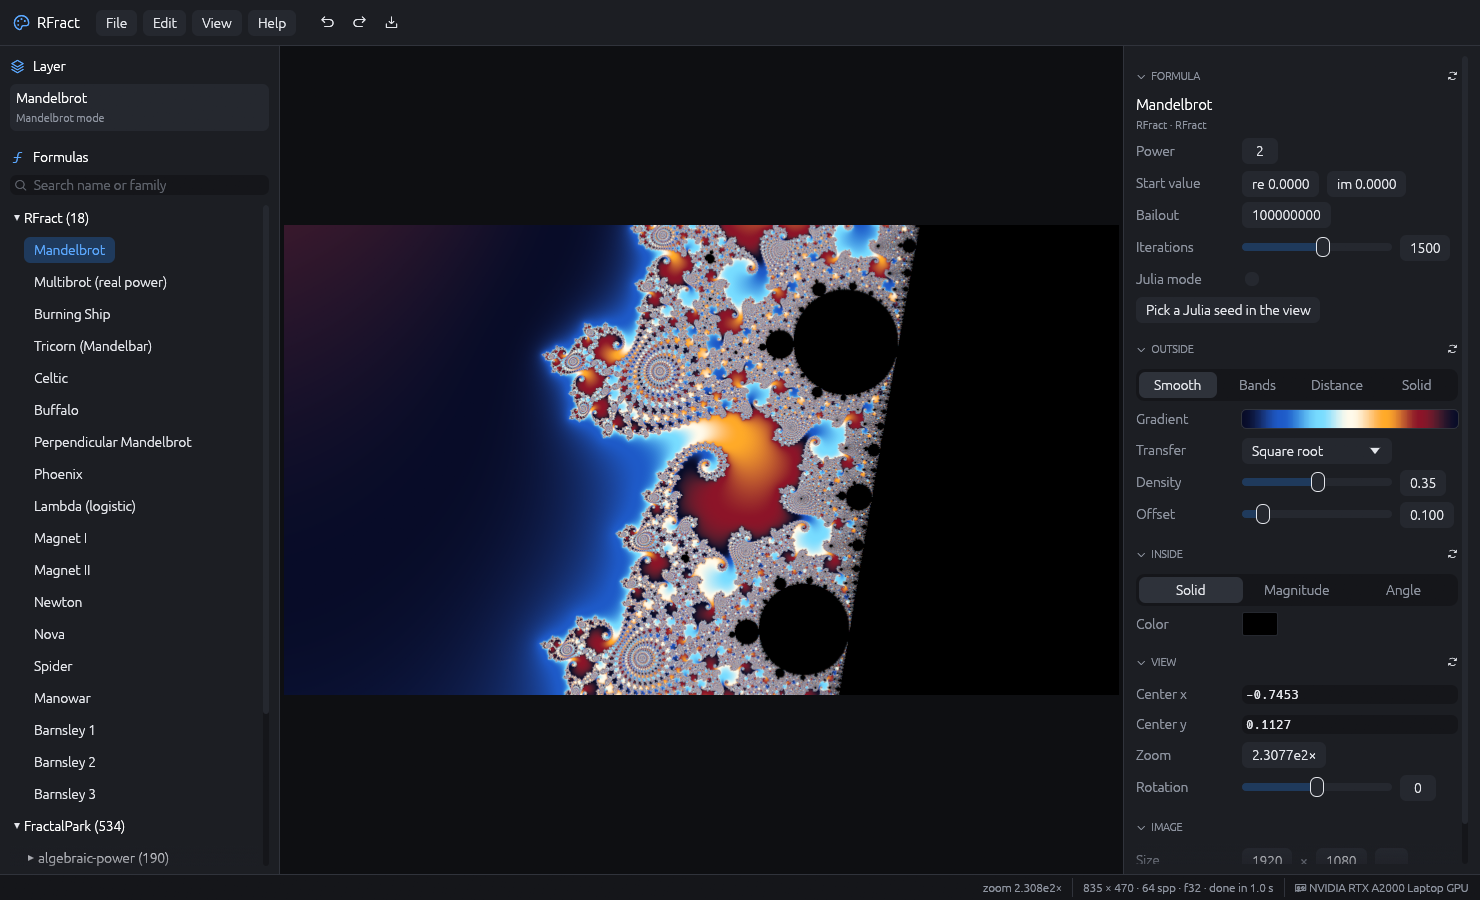 RFract File Edit View Help
Layer
Mandelbrot
Mandelbrot mode
Formulas
Search name or family
RFract (18)
Mandelbrot
Multibrot (real power)
Burning Ship
Tricorn (Mandelbar)
Celtic
Buffalo
Perpendicular Mandelbrot
Phoenix
Lambda (logistic)
Magnet I
Magnet II
Newton
Nova
Spider
Manowar
Barnsley 1
Barnsley 2
Barnsley 3
FractalPark (534)
algebraic-power (190)
FORMULA
Mandelbrot
RFract · RFract
Power 2
Start value re 0.0000 im 0.0000
Bailout 100000000
Iterations 1500
Julia mode
Pick a Julia seed in the view
OUTSIDE
Smooth Bands Distance Solid
Gradient
Transfer Square root
Density 0.35
Offset 0.100
INSIDE
Solid Magnitude Angle
Color
VIEW
Center x -0.7453
Center y 0.1127
Zoom 2.3077e2×
Rotation 0
IMAGE
Size 1920 × 1080
zoom 2.308e2× 835 × 470 · 64 spp · f32 · done in 1.0 s NVIDIA RTX A2000 Laptop GPU